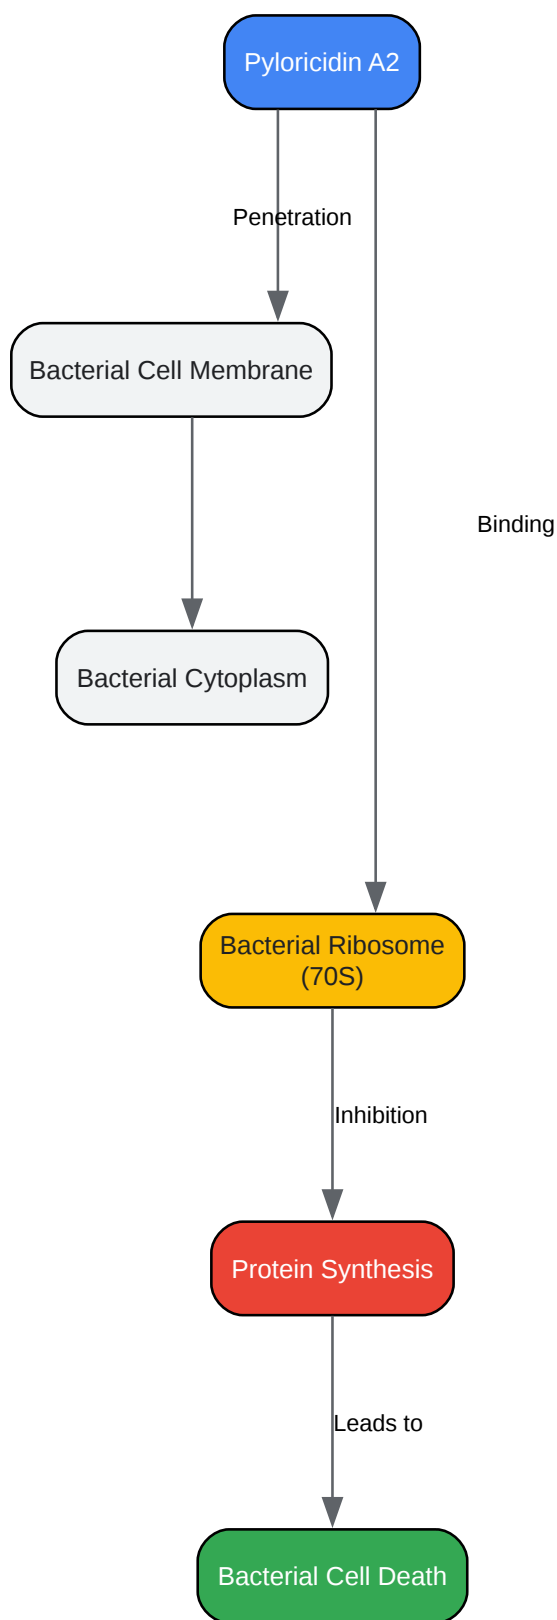 Pyloricidin A2
Penetration
Bacterial Cell Membrane
Binding
Bacterial Cytoplasm
Bacterial Ribosome
(70S)
Inhibition
Protein Synthesis
Leads to
Bacterial Cell Death